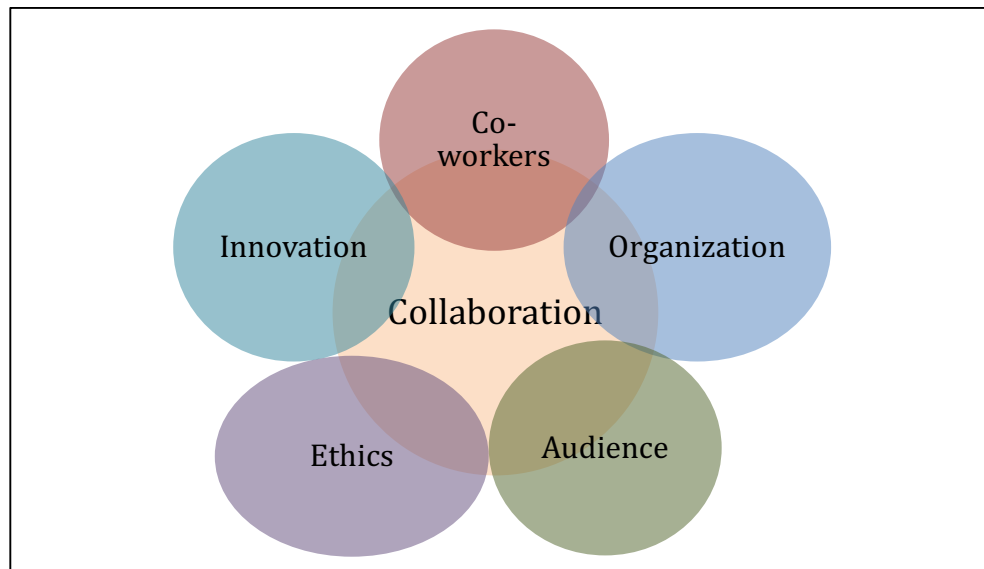 Co-
workers
Innovation
Organization
Collaboration
Ethics
Audience